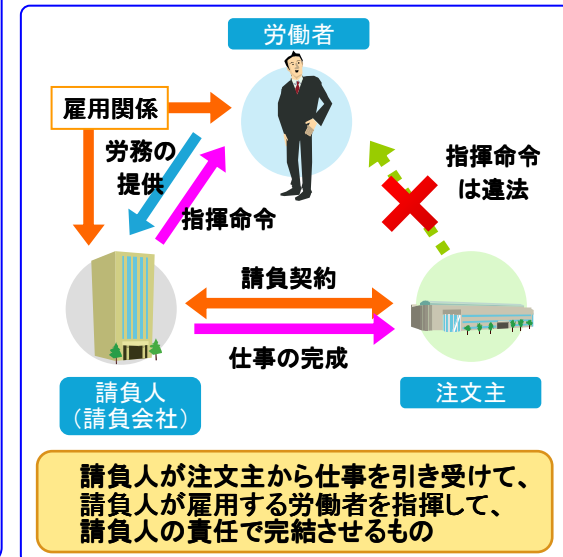 労働者
雇用関係
労務の
提供
指揮命令
指揮命令
は違法
請負契約
仕事の完成
請負人
（請負会社）
注文主
請負人が注文主から仕事を引き受けて、
請負人が雇用する労働者を指揮して、
請負人の責任で完結させるもの